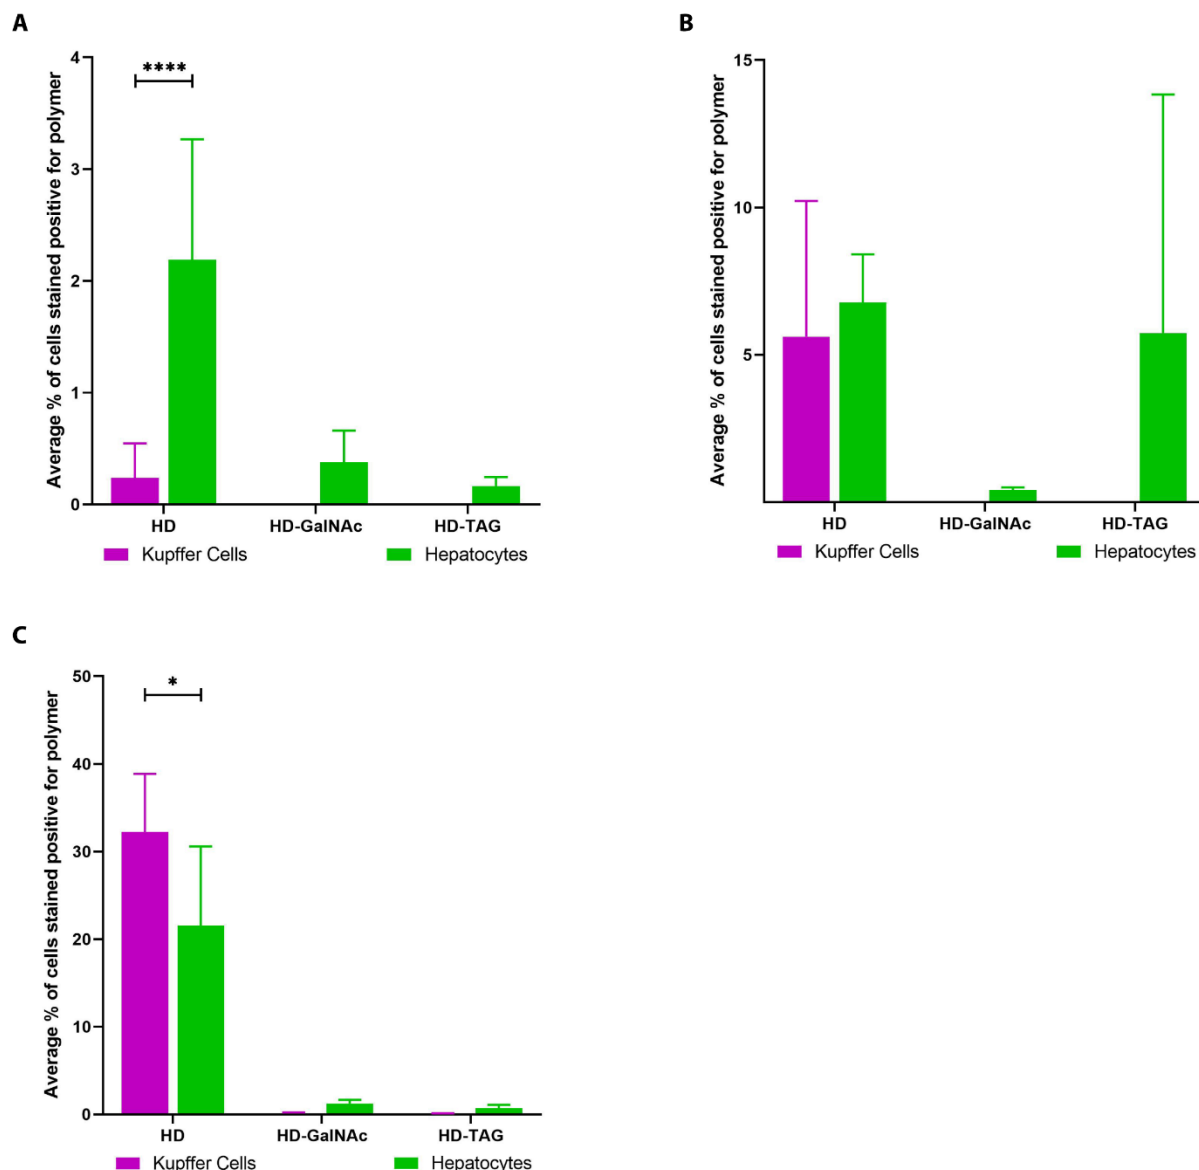 A
Average % of cells stained positive for polymer
4
3
2
1
0
****
HD
HD-GalNAc
HD-TAG
Kupffer Cells
Hepatocytes
B
Average % of cells stained positive for polymer
15
10
5
HD
HD-GalNAc
HD-TAG
Kupffer Cells
Hepatocytes
C
Average % of cells stained positive for polymer
50
40
30
20
10
0
*
HD
HD-GalNAc
HD-TAG
Kupffer Cells
Hepatocytes